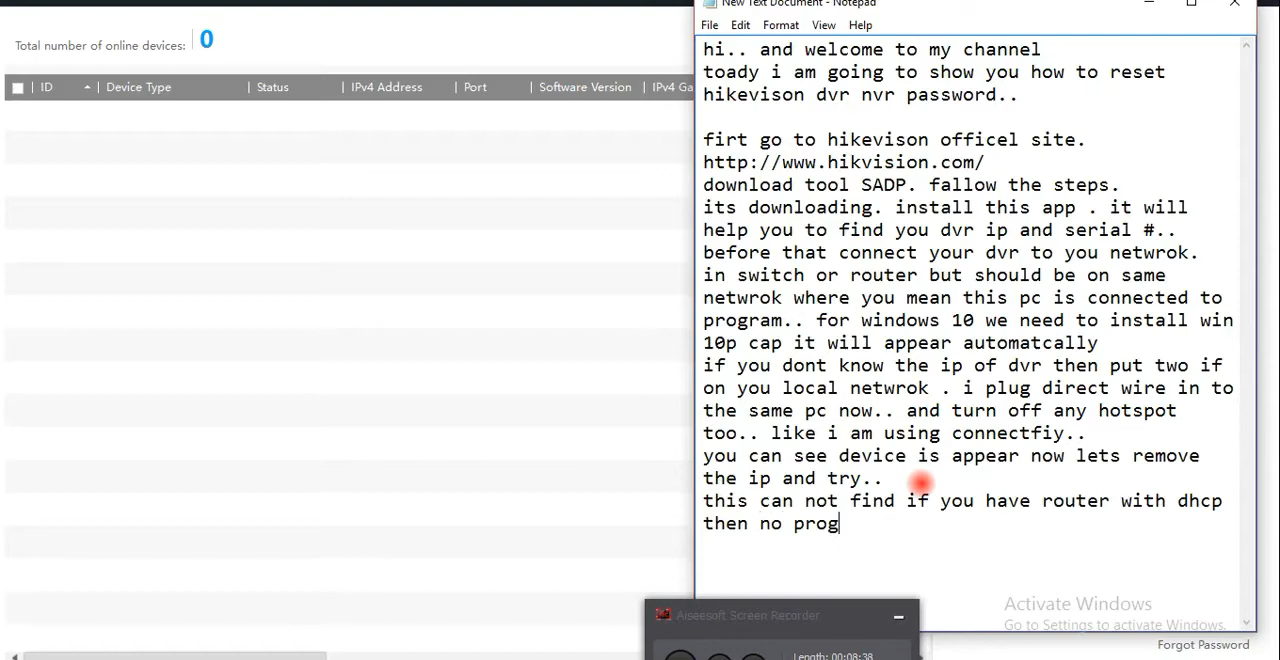 New Text Document - Notepad
File Edit Format View Help
Total number of online devices: 0
ID Device Type Status IPv4 Address Port Software Version IPv4 Ga
hi.. and welcome to my channel
toady i am going to show you how to reset
hikevison dvr nvr password..
firt go to hikevison officel site.
http://www.hikvision.com/
download tool SADP. fallow the steps.
its downloading. install this app . it will
help you to find you dvr ip and serial #..
before that connect your dvr to you netwrok.
in switch or router but should be on same
netwrok where you mean this pc is connected to
program.. for windows 10 we need to install win
10p cap it will appear automatcally
if you dont know the ip of dvr then put two if
on you local netwrok . i plug direct wire in to
the same pc now.. and turn off any hotspot
too.. like i am using connectfiy..
you can see device is appear now lets remove
the ip and try..
this can not find if you have router with dhcp
then no prog
Activate Windows
Go to Settings to activate Windows.
Forgot Password
Aiseesoft Screen Recorder
Length: 00:08:38